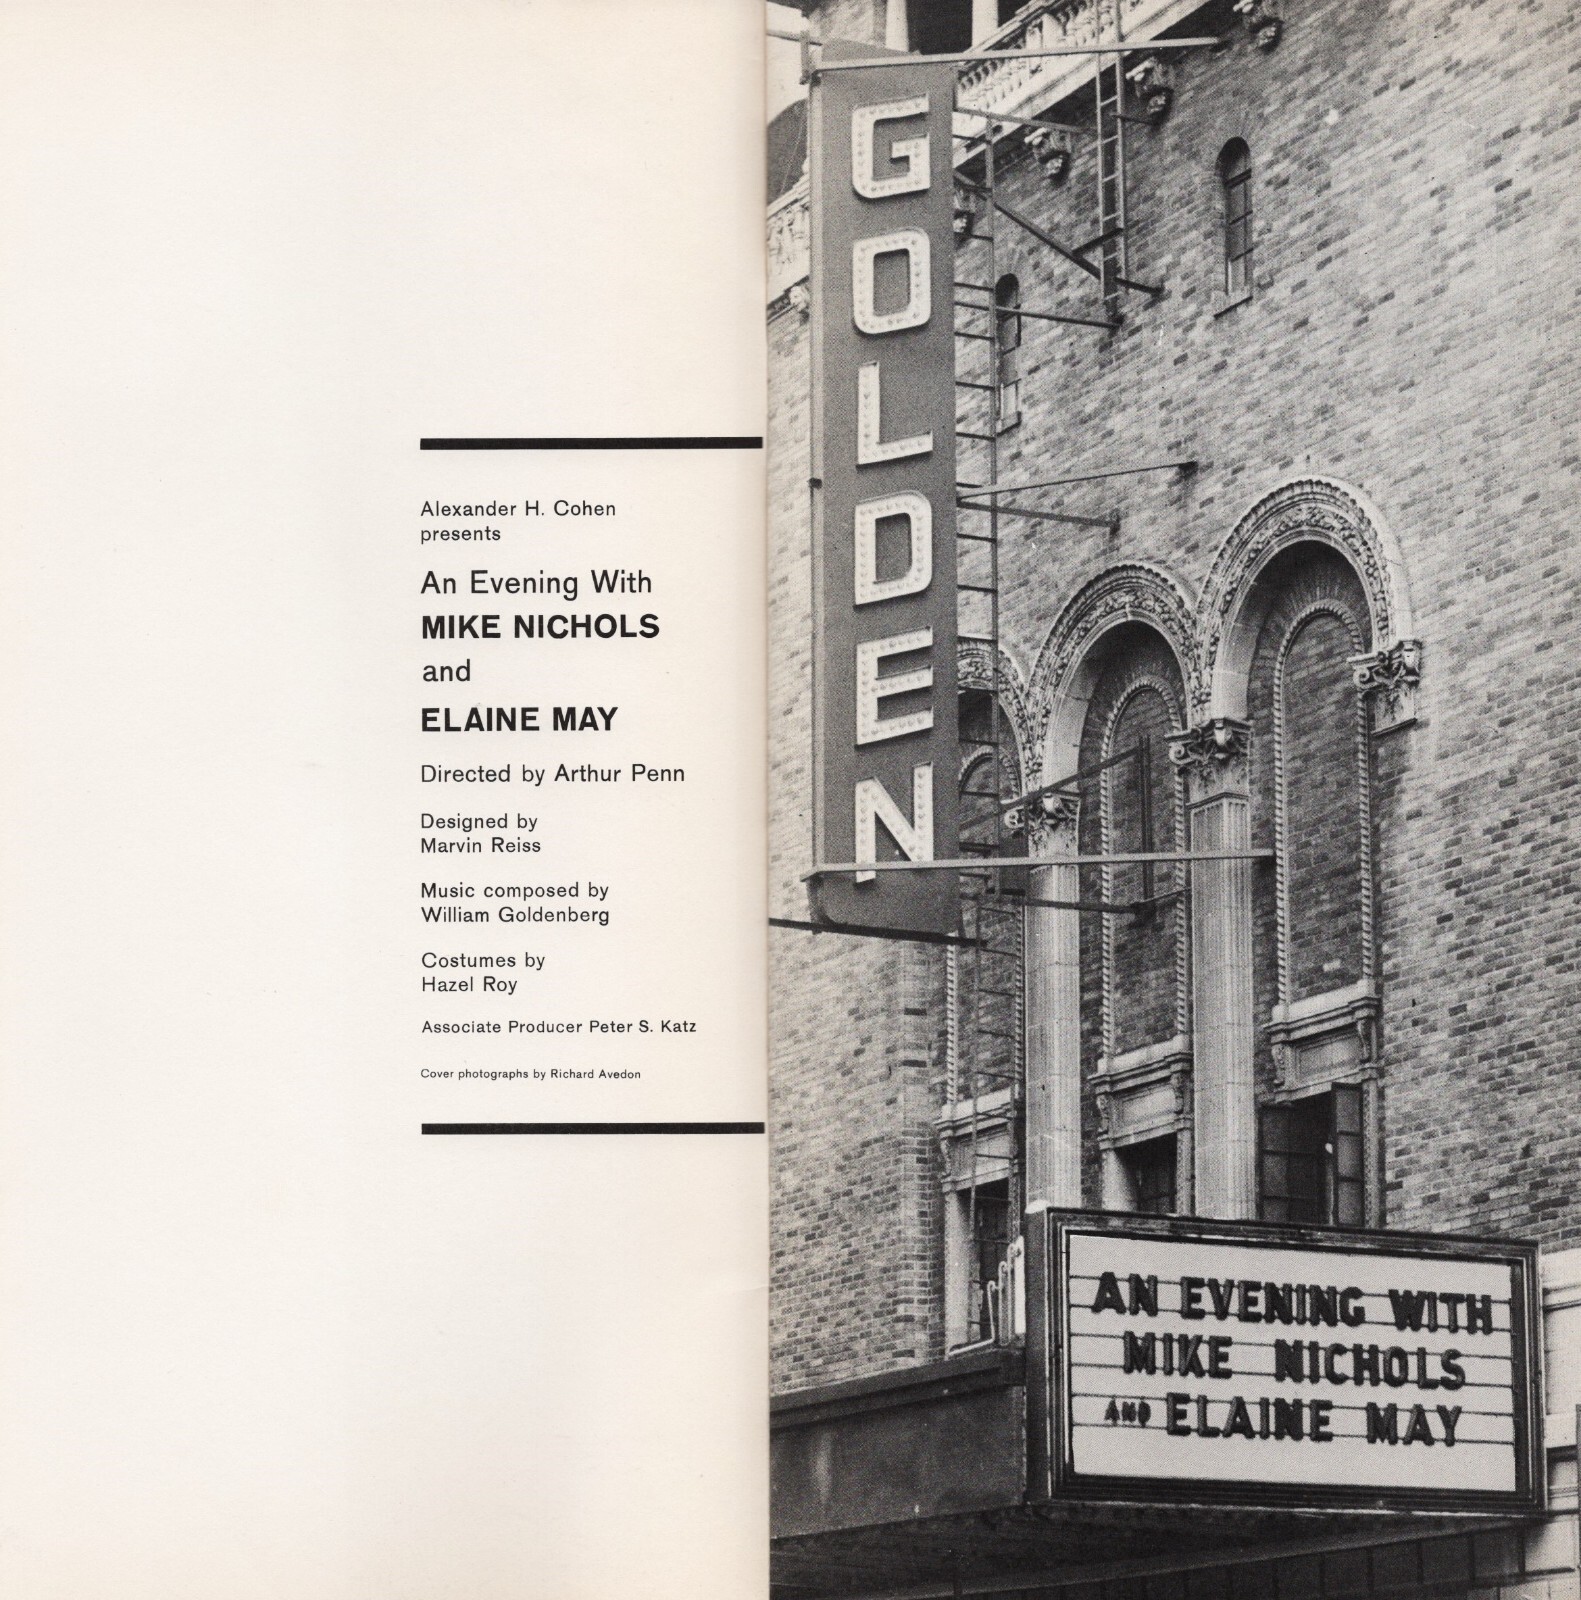 Alexander H. Cohen
presents
An Evening With
MIKE NICHOLS
and
ELAINE MAY
Directed by Arthur Penn
Designed by
Marvin Reiss
Music composed by
William Goldenberg
Costumes by
Hazel Roy
Associate Producer Peter S. Katz
Cover photographs by Richard Avedon
GOLDEN
AN EVENING WITH
MIKE NICHOLS
AND ELAINE MAY